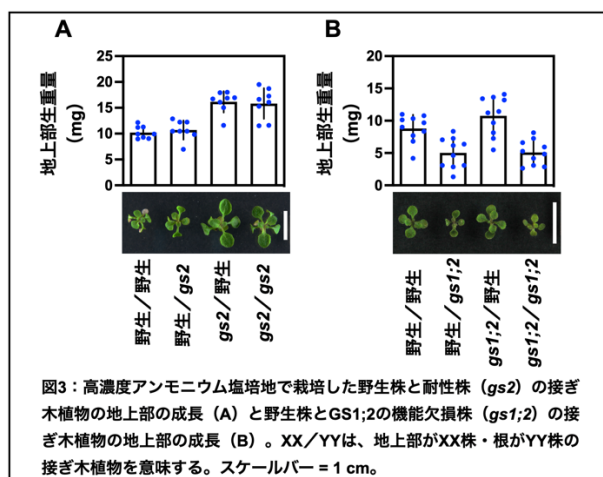 A
B
地上部生重量
(mg)
25
20
15
10
5
0
野生／野生
野生／gs2
gs2／野生
gs2／gs2
地上部生重量
(mg)
20
15
10
5
0
野生／野生
野生／gs1;2
gs1;2／野生
gs1;2／gs1;2
図3：高濃度アンモニウム塩培地で栽培した野生株と耐性株（gs2）の接ぎ
木植物の地上部の成長（A）と野生株とGS1;2の機能欠損株（gs1;2）の接
ぎ木植物の地上部の成長（B）。XX／YYは、地上部がXX株・根がYY株の
接ぎ木植物を意味する。スケールバー = 1 cm。